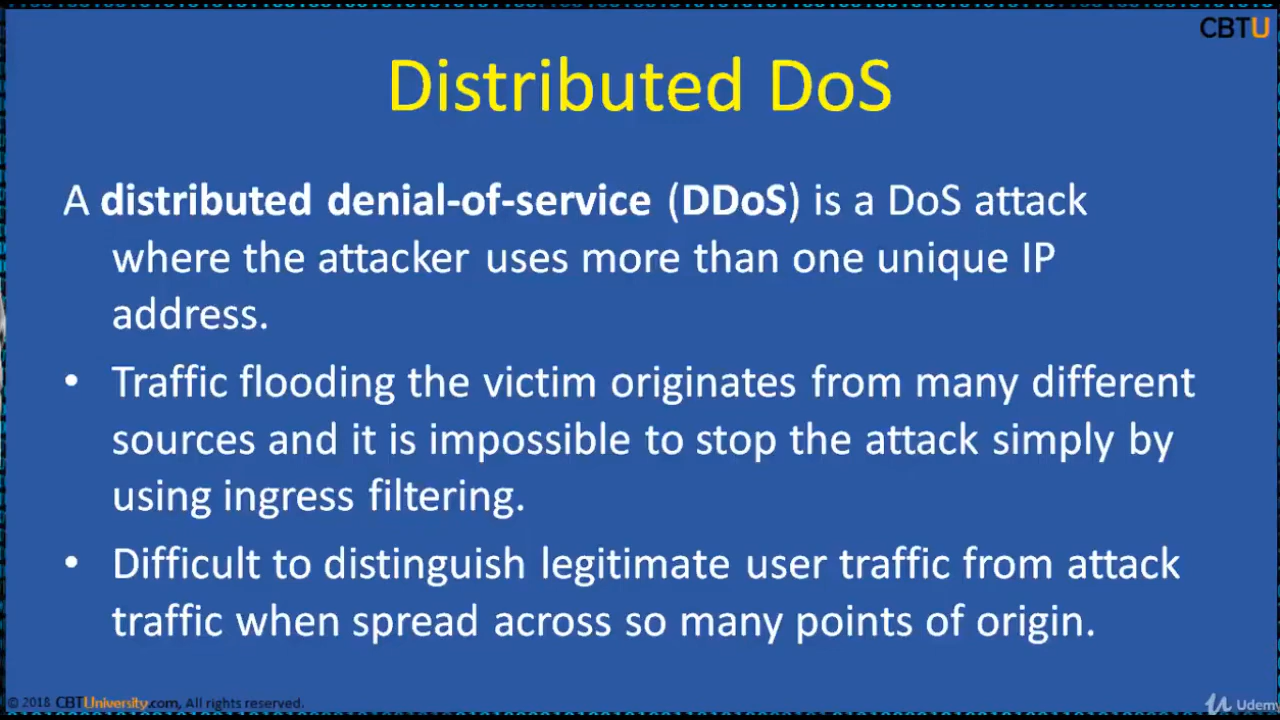 CBTU
Distributed DoS
A distributed denial-of-service (DDoS) is a DoS attack
where the attacker uses more than one unique IP
address.
• Traffic flooding the victim originates from many different
sources and it is impossible to stop the attack simply by
using ingress filtering.
• Difficult to distinguish legitimate user traffic from attack
traffic when spread across so many points of origin.
© 2018 CBTUniversity.com, All rights reserved.
Udemy